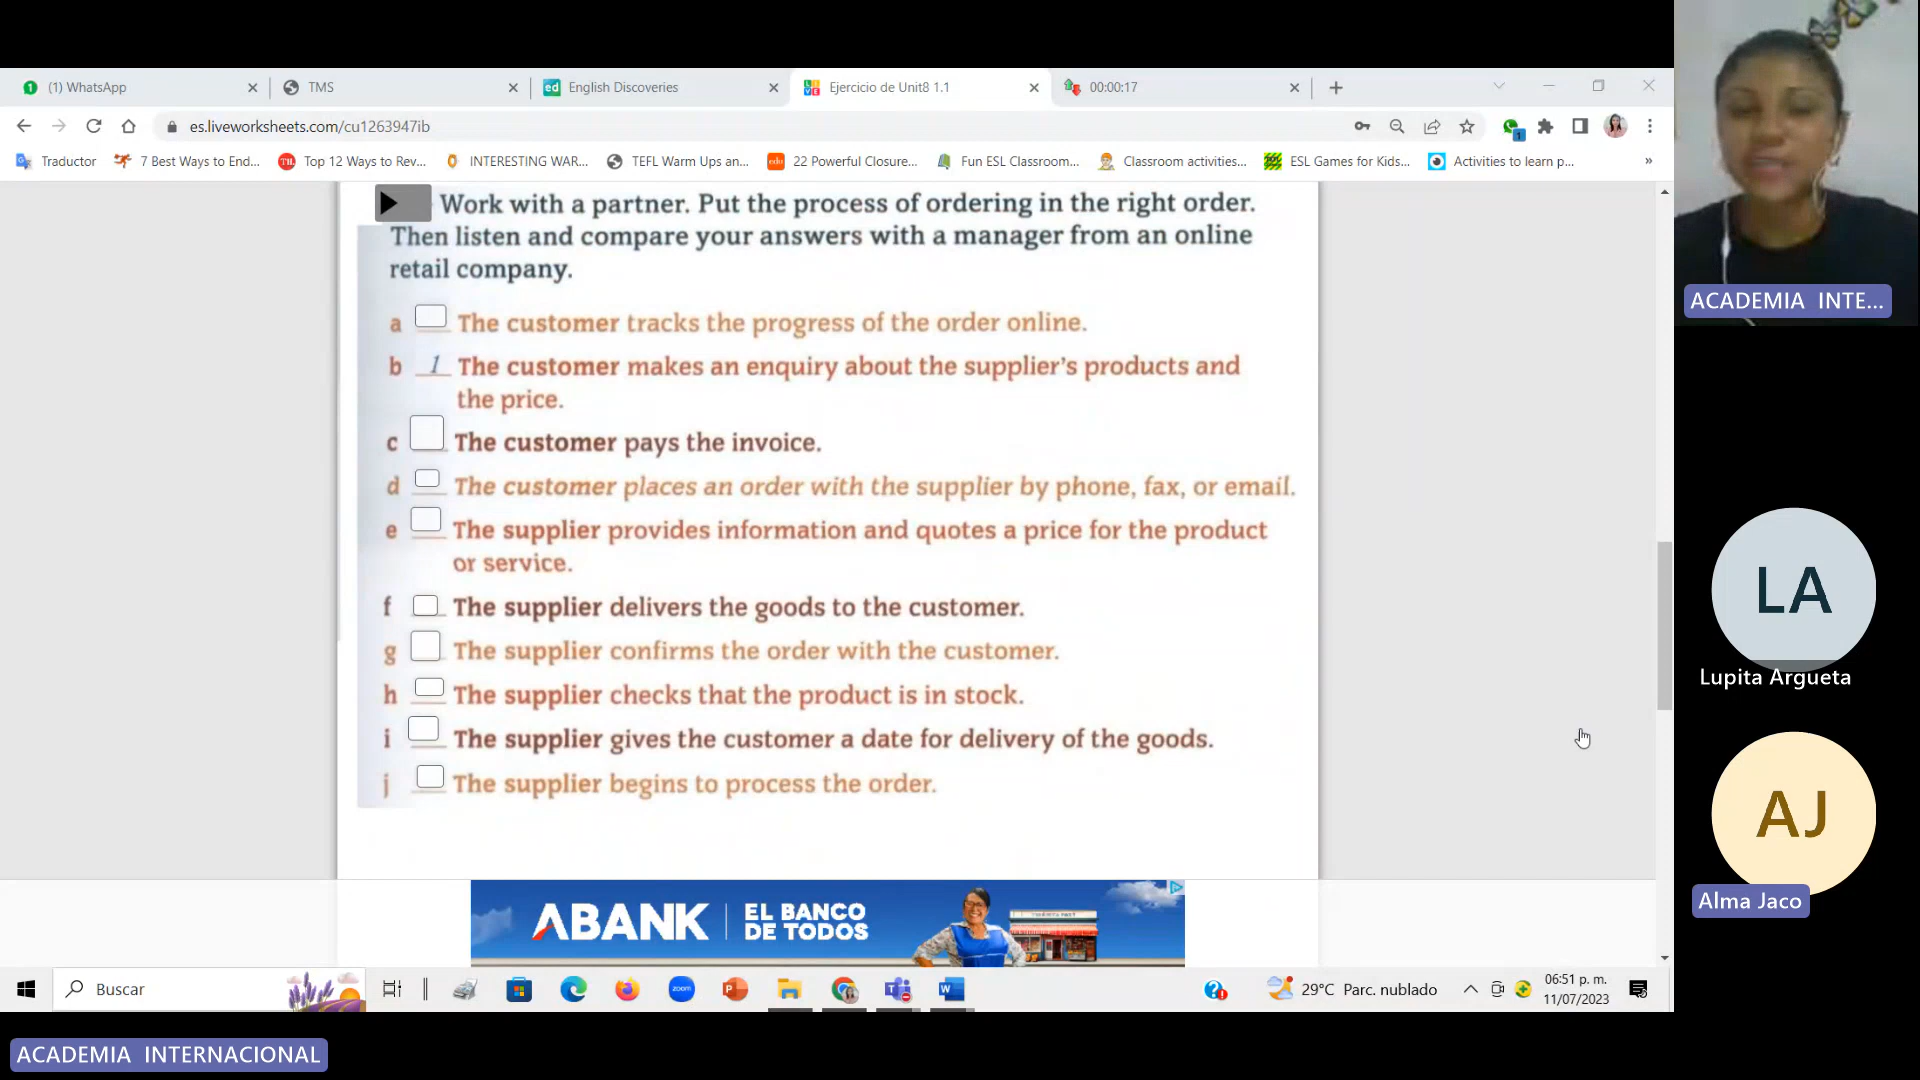 (1) WhatsApp
TMS
ed English Discoveries
Ejercicio de Unit8 1.1
00:00:17
es.liveworksheets.com/cu1263947ib
1
Traductor
7 Best Ways to End...
Top 12 Ways to Rev...
INTERESTING WAR...
TEFL Warm Ups an...
22 Powerful Closure...
Fun ESL Classroom...
Classroom activities...
ESL Games for Kids...
Activities to learn p...
Work with a partner. Put the process of ordering in the right order.
Then listen and compare your answers with a manager from an online
retail company.
a The customer tracks the progress of the order online.
b 1 The customer makes an enquiry about the supplier's products and
the price.
c The customer pays the invoice.
d The customer places an order with the supplier by phone, fax, or email.
e The supplier provides information and quotes a price for the product
or service.
f The supplier delivers the goods to the customer.
g The supplier confirms the order with the customer.
h The supplier checks that the product is in stock.
i The supplier gives the customer a date for delivery of the goods.
j The supplier begins to process the order.
ABANK
EL BANCO
DE TODOS
Buscar
zoom
29°C Parc. nublado
06:51 p. m.
11/07/2023
ACADEMIA INTE...
LA
Lupita Argueta
AJ
Alma Jaco
ACADEMIA INTERNACIONAL